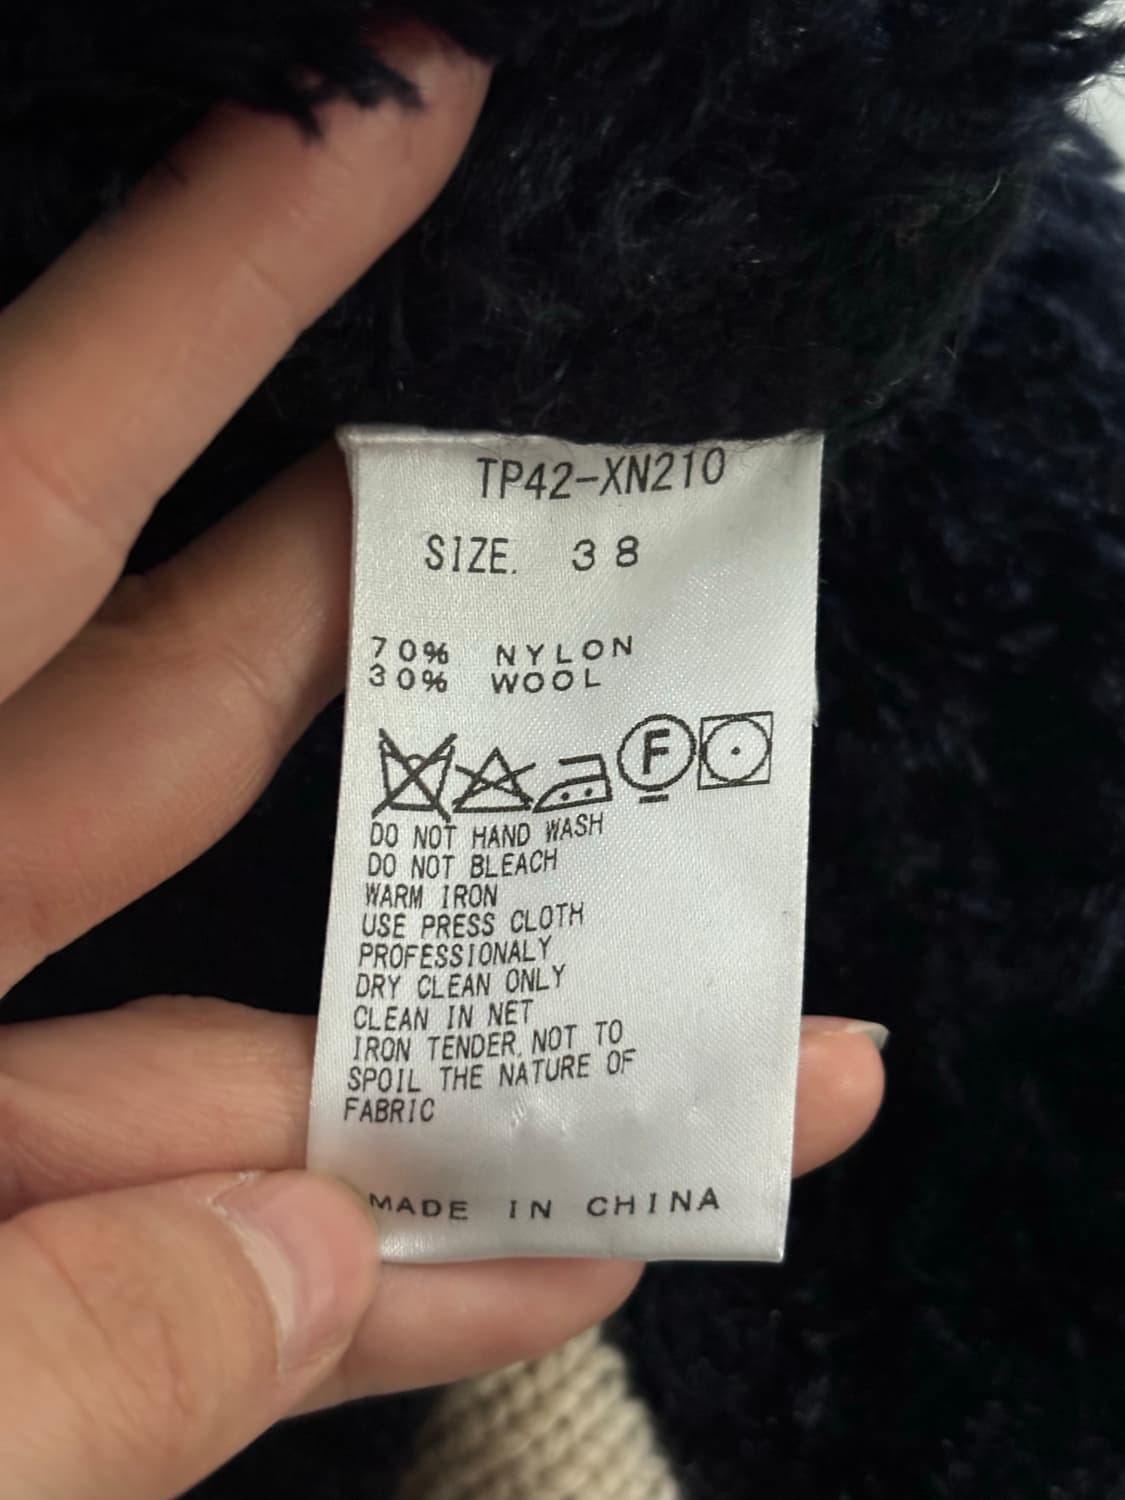 TP42-XN210
SIZE. 38
70% NYLON
30% WOOL
F
DO NOT HAND WASH
DO NOT BLEACH
WARM IRON
USE PRESS CLOTH
PROFESSIONALY
DRY CLEAN ONLY
CLEAN IN NET
IRON TENDER, NOT TO
SPOIL THE NATURE OF
FABRIC
MADE IN CHINA